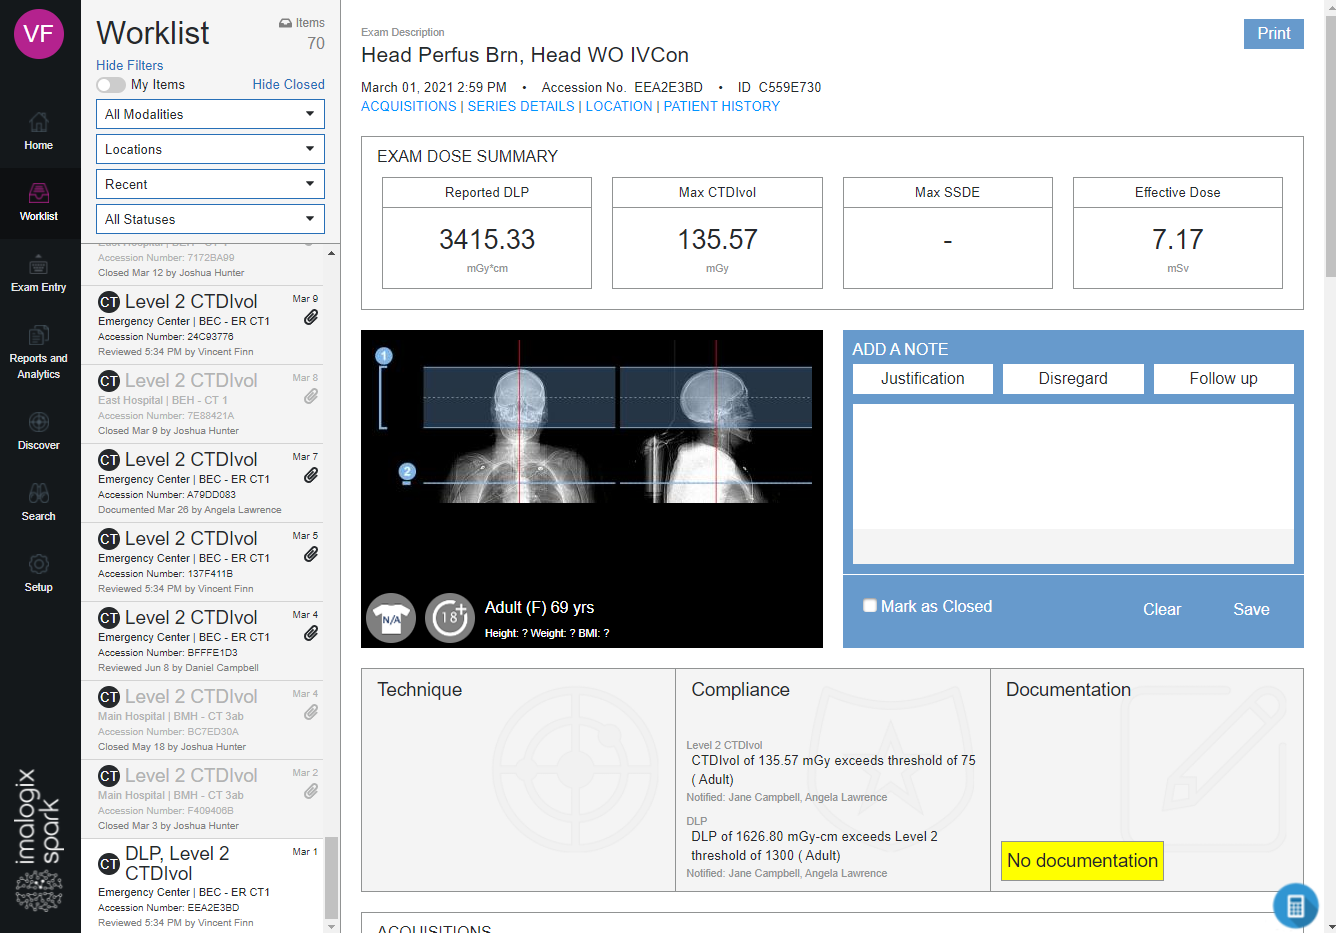 VF
Home
Worklist
Exam Entry
Reports and
Analytics
Discover
Search
Setup
imalogix
spark
Worklist
Items
70
Hide Filters
My Items
Hide Closed
All Modalities
Locations
Recent
All Statuses
East Hospital | BEH - CT 1
Accession Number: 7172BA99
Closed Mar 12 by Joshua Hunter
CT Level 2 CTDIvol Mar 9
Emergency Center | BEC - ER CT1
Accession Number: 24C93776
Reviewed 5:34 PM by Vincent Finn
CT Level 2 CTDIvol Mar 8
East Hospital | BEH - CT 1
Accession Number: 7E88421A
Closed Mar 9 by Joshua Hunter
CT Level 2 CTDIvol Mar 7
Emergency Center | BEC - ER CT1
Accession Number: A79DD083
Documented Mar 26 by Angela Lawrence
CT Level 2 CTDIvol Mar 5
Emergency Center | BEC - ER CT1
Accession Number: 137F411B
Reviewed 5:34 PM by Vincent Finn
CT Level 2 CTDIvol Mar 4
Emergency Center | BEC - ER CT1
Accession Number: BFFFE1D3
Reviewed Jun 8 by Daniel Campbell
CT Level 2 CTDIvol Mar 4
Main Hospital | BMH - CT 3ab
Accession Number: BC7ED30A
Closed May 18 by Joshua Hunter
CT Level 2 CTDIvol Mar 2
Main Hospital | BMH - CT 3ab
Accession Number: F409406B
Closed Mar 3 by Joshua Hunter
CT DLP, Level 2 Mar 1
CTDIvol
Emergency Center | BEC - ER CT1
Accession Number: EEA2E3BD
Reviewed 5:34 PM by Vincent Finn
Exam Description
Print
Head Perfus Brn, Head WO IVCon
March 01, 2021 2:59 PM • Accession No. EEA2E3BD • ID C559E730
ACQUISITIONS | SERIES DETAILS | LOCATION | PATIENT HISTORY
EXAM DOSE SUMMARY
Reported DLP
3415.33
mGy*cm
Max CTDIvol
135.57
mGy
Max SSDE
-
Effective Dose
7.17
mSv
1
2
N/A
18+
Adult (F) 69 yrs
Height: ? Weight: ? BMI: ?
ADD A NOTE
Justification
Disregard
Follow up
Mark as Closed
Clear
Save
Technique
Compliance
Level 2 CTDIvol
CTDIvol of 135.57 mGy exceeds threshold of 75
( Adult)
Notified: Jane Campbell, Angela Lawrence
DLP
DLP of 1626.80 mGy-cm exceeds Level 2
threshold of 1300 ( Adult)
Notified: Jane Campbell, Angela Lawrence
Documentation
No documentation
ACQUISITIONS